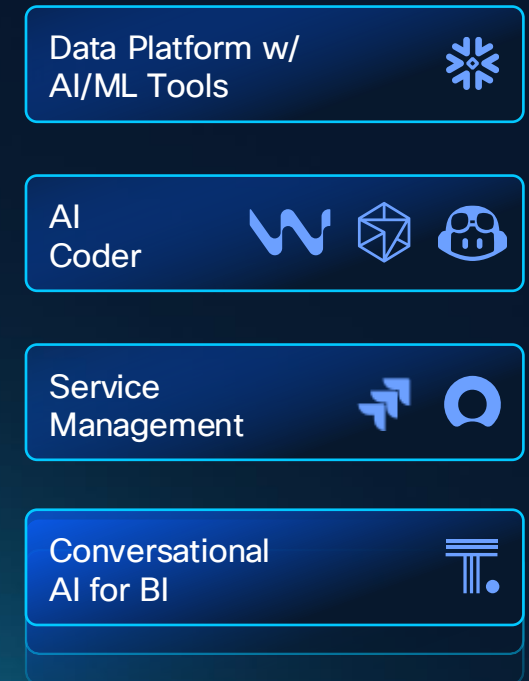 Data Platform w/
AI/ML Tools
AI
Coder
Service
Management
Conversational
AI for BI